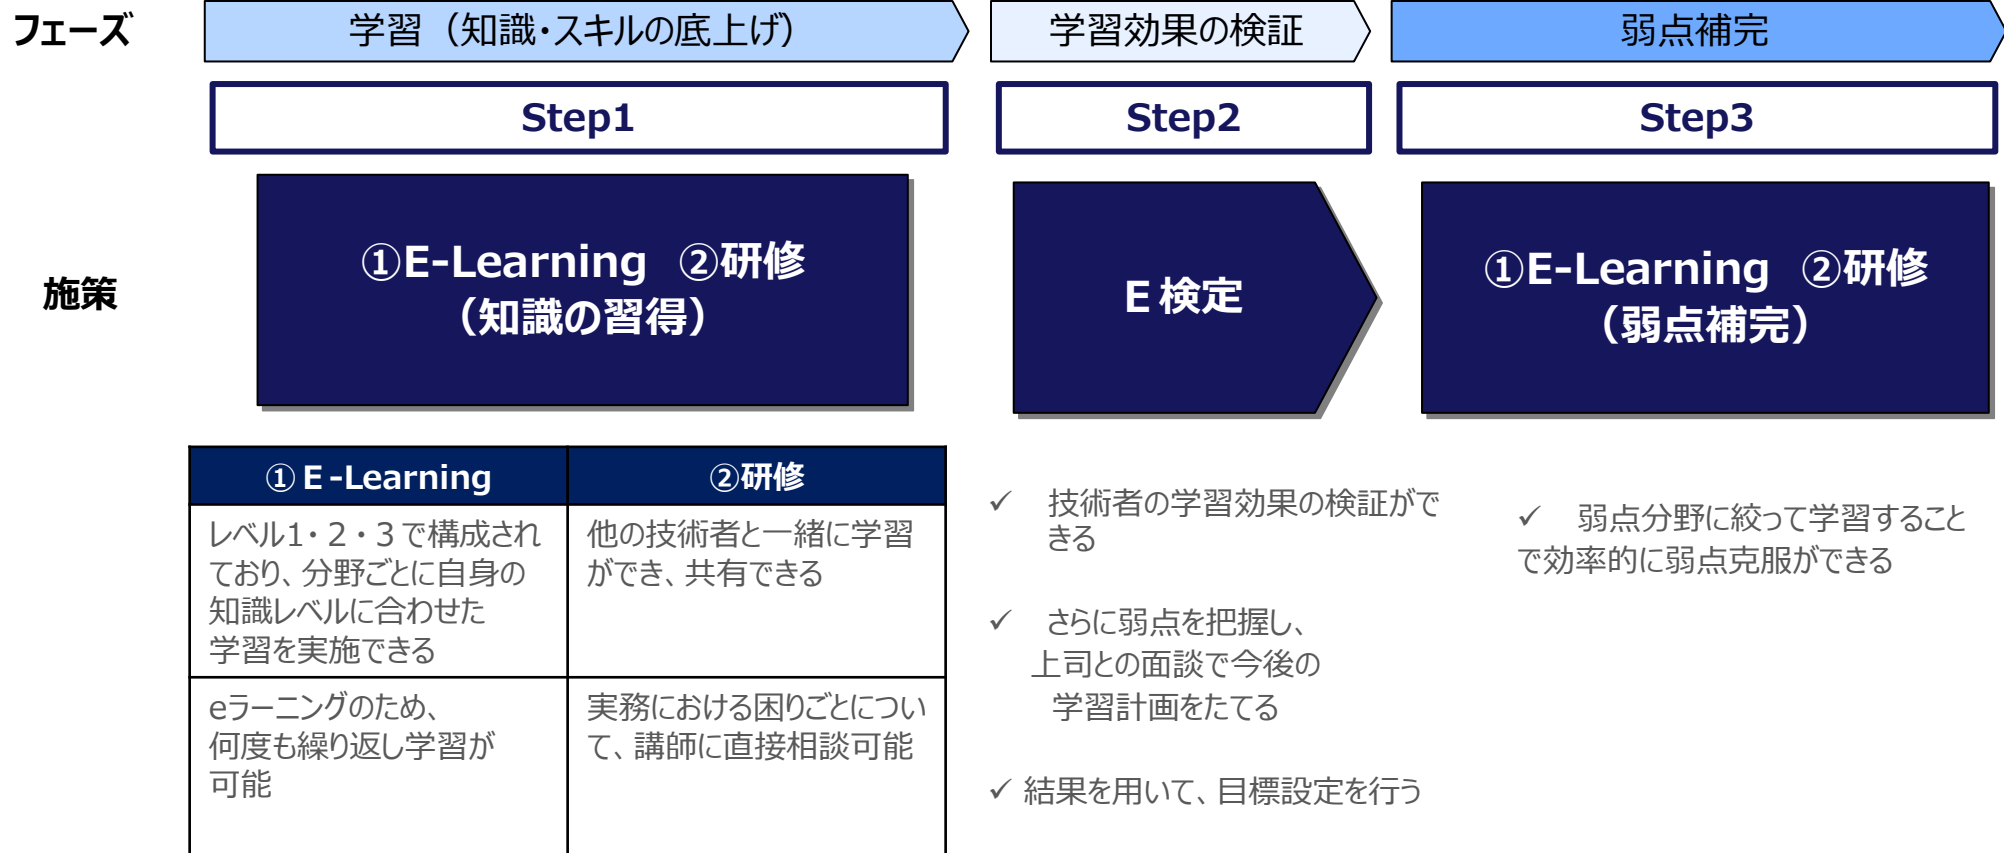 フェーズ
学習（知識・スキルの底上げ）
学習効果の検証
弱点補完
Step1
Step2
Step3
施策
①E-Learning　②研修
（知識の習得）
Ｅ検定
①E-Learning　②研修
（弱点補完）
①Ｅ-Learning
②研修
レベル1・２・３で構成され
ており、分野ごとに自身の
知識レベルに合わせた
学習を実施できる
他の技術者と一緒に学習
ができ、共有できる
eラーニングのため、
何度も繰り返し学習が
可能
実務における困りごとについ
て、講師に直接相談可能
✓ 技術者の学習効果の検証がで
きる
✓ さらに弱点を把握し、
上司との面談で今後の
学習計画をたてる
✓ 結果を用いて、目標設定を行う
✓ 弱点分野に絞って学習すること
で効率的に弱点克服ができる